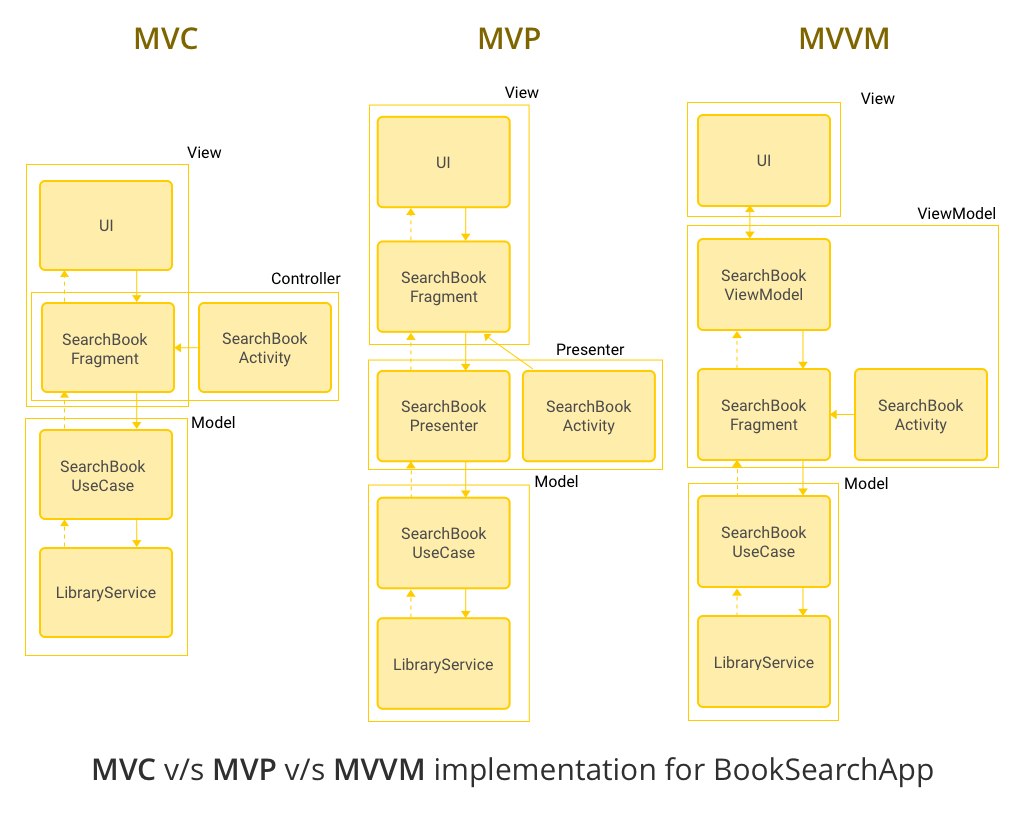 MVC
MVP
MVVM
View
UI
Controller
SearchBook
Fragment
SearchBook
Activity
Model
SearchBook
UseCase
LibraryService
View
UI
SearchBook
Fragment
Presenter
SearchBook
Presenter
SearchBook
Activity
Model
SearchBook
UseCase
LibraryService
View
UI
ViewModel
SearchBook
ViewModel
SearchBook
Fragment
SearchBook
Activity
Model
SearchBook
UseCase
LibraryService
MVC v/s MVP v/s MVVM implementation for BookSearchApp